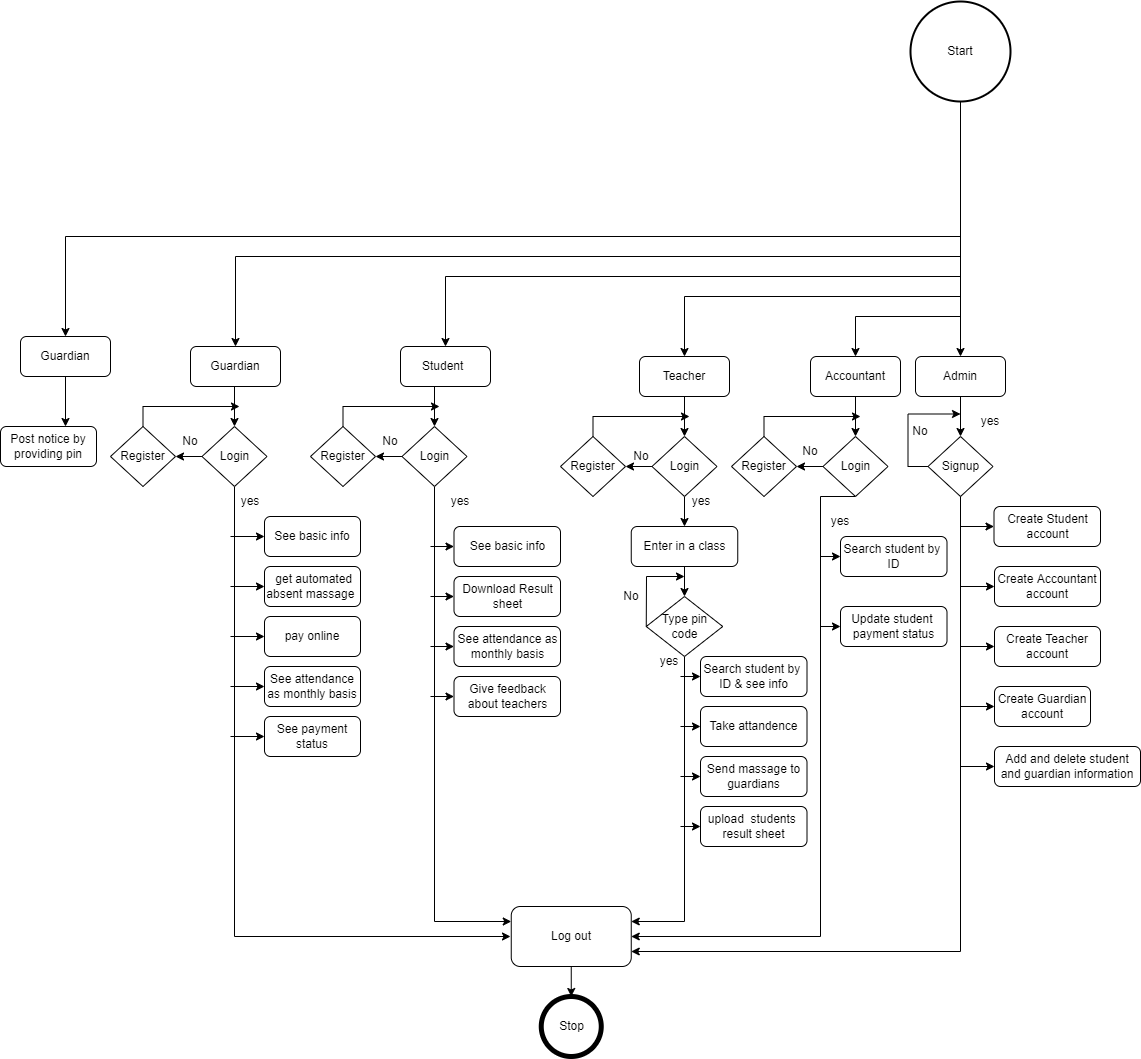 Start
Guardian
Guardian
Student
Teacher
Accountant
Admin
Post notice by
providing pin
Register
No
Login
yes
See basic info
get automated
absent massage
pay online
See attendance
as monthly basis
See payment
status
Register
No
Login
yes
See basic info
Download Result
sheet
See attendance as
monthly basis
Give feedback
about teachers
Register
No
Login
yes
Enter in a class
No
Type pin
code
yes
Search student by
ID & see info
Take attandence
Send massage to
guardians
upload  students
result sheet
Register
No
Login
yes
Search student by
ID
Update student
payment status
No
yes
Signup
Create Student
account
Create Accountant
account
Create Teacher
account
Create Guardian
account
Add and delete student
and guardian information
Log out
Stop